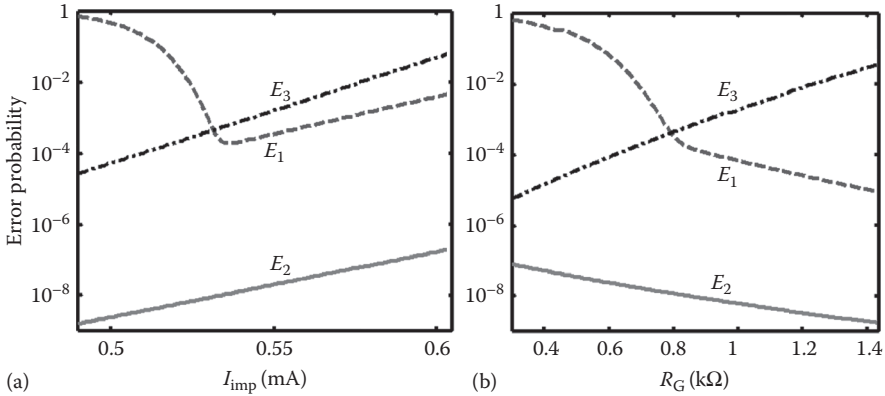 Error probability
1
10⁻²
10⁻⁴
10⁻⁶
10⁻⁸
E₃
E₁
E₂
0.5
0.55
0.6
(a)
I_imp (mA)
1
10⁻²
10⁻⁴
10⁻⁶
10⁻⁸
E₃
E₁
E₂
0.4
0.6
0.8
1
1.2
1.4
(b)
R_G (kΩ)